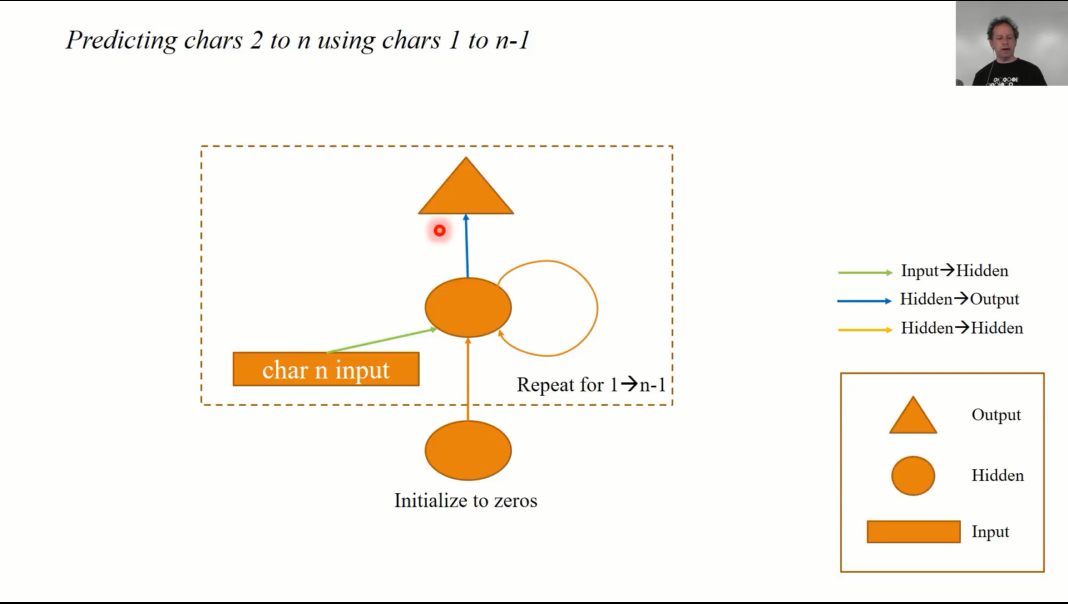 Predicting chars 2 to n using chars 1 to n-1
Input→Hidden
Hidden→Output
Hidden→Hidden
char n input
Repeat for 1→n-1
Initialize to zeros
Output
Hidden
Input